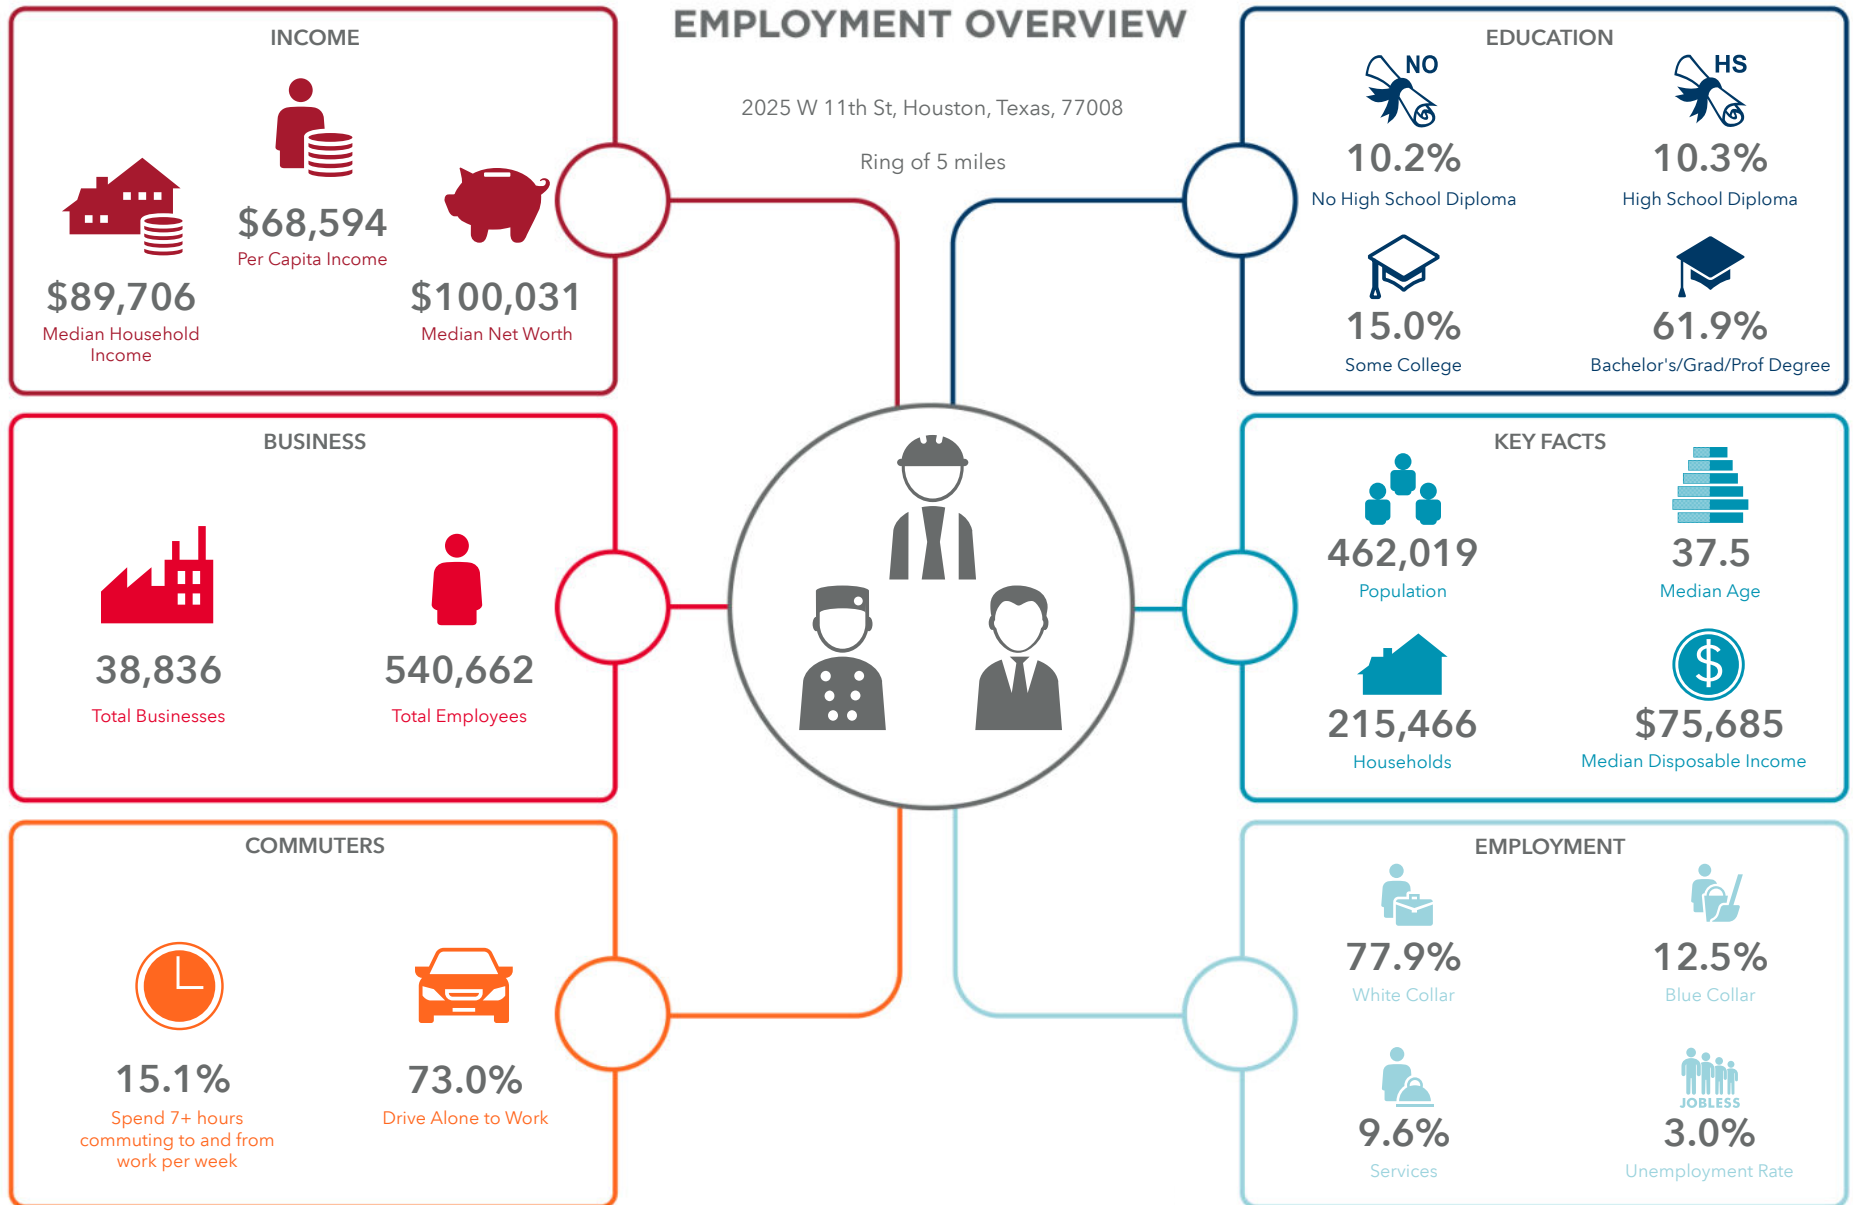 EMPLOYMENT OVERVIEW
2025 W 11th St, Houston, Texas, 77008
Ring of 5 miles
INCOME
$68,594
Per Capita Income
$89,706
Median Household
Income
$100,031
Median Net Worth
EDUCATION
NO
HS
10.2%
No High School Diploma
10.3%
High School Diploma
15.0%
Some College
61.9%
Bachelor's/Grad/Prof Degree
BUSINESS
38,836
Total Businesses
540,662
Total Employees
KEY FACTS
462,019
Population
37.5
Median Age
$
215,466
Households
$75,685
Median Disposable Income
COMMUTERS
15.1%
Spend 7+ hours
commuting to and from
work per week
73.0%
Drive Alone to Work
EMPLOYMENT
77.9%
White Collar
12.5%
Blue Collar
9.6%
Services
JOBLESS
3.0%
Unemployment Rate